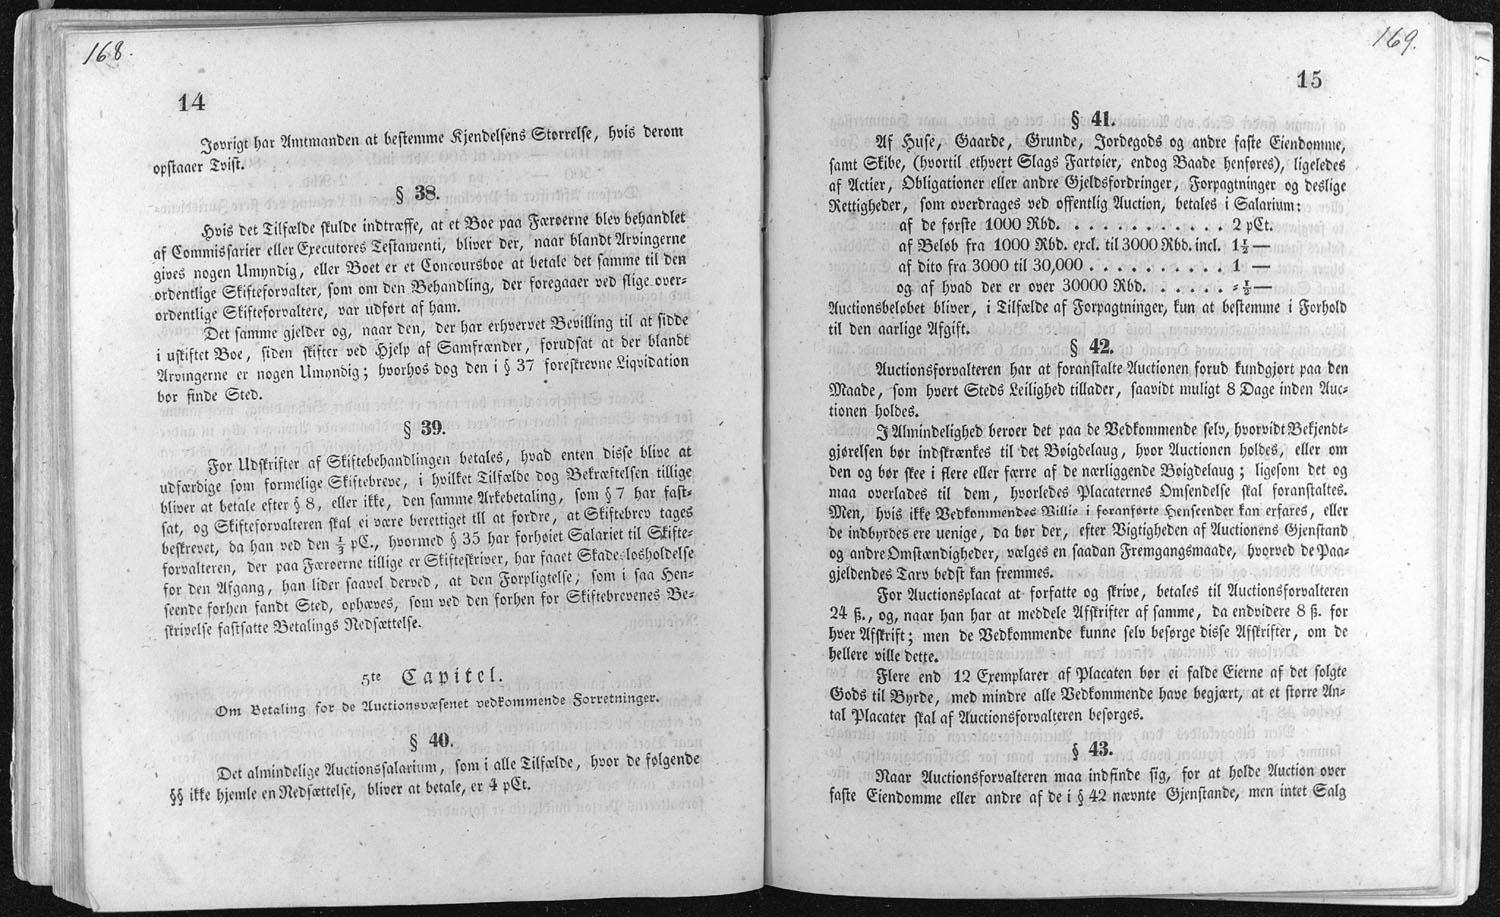 168.
14
Jøvrigt har Amtmanden at bestemme Kjendelsens Størrelse, hvis derom
opstaaer Tvist.
§ 38.
Hvis det Tilfælde skulde indtræffe, at et Boe paa Færøerne blev behandlet
af Commissarier eller Executores Testamenti, bliver der, naar blandt Arvingerne
gives nogen Umyndig, eller Boet er et Concoursboe at betale det samme til den
ordentlige Skifteforvalter, som om den Behandling, der foregaaer ved slige over-
ordentlige Skifteforvaltere, var udført af ham.
Det samme gjelder og, naar den, der har erhvervet Bevilling til at sidde
i uskiftet Boe, siden skifter ved Hjelp af Samfrænder, forudsat at der blandt
Arvingerne er nogen Umyndig; hvorhos dog den i § 37 foreskrevne Liqvidation
bør finde Sted.
§ 39.
For Udskrifter af Skiftebehandlingen betales, hvad enten disse blive at
udfærdige som formelige Skiftebreve, i hvilket Tilfælde dog Bekræftelsen tillige
bliver at betale efter § 8, eller ikke, den samme Arkebetaling, som § 7 har fast-
sat, og Skifteforvalteren skal ei være berettiget tll at fordre, at Skiftebrev tages
beskrevet, da han ved den ⅓ pC., hvormed § 35 har forhøiet Salariet til Skifte-
forvalteren, der paa Færøerne tillige er Skifteskriver, har faaet Skadesløsholdelse
for den Afgang, han lider saavel derved, at den Forpligtelse, som i saa Hen-
seende forhen fandt Sted, ophæves, som ved den forhen for Skiftebrevenes Be-
skrivelse fastsatte Betalings Nedsættelse.
5te Capitel.
Om Betaling for de Auctionsvæsenet vedkommende Forretninger.
§ 40.
Det almindelige Auctionssalarium, som i alle Tilfælde, hvor de følgende
§§ ikke hjemle en Nedsættelse, bliver at betale, er 4 pCt.
169.
15
§ 41.
Af Huse, Gaarde, Grunde, Jordegods og andre faste Eiendomme,
samt Skibe, (hvortil ethvert Slags Fartøier, endog Baade henføres), ligeledes
af Actier, Obligationer eller andre Gjeldsfordringer, Forpagtninger og deslige
Rettigheder, som overdrages ved offentlig Auction, betales i Salarium:
af de første 1000 Rbd. . . . . . . . . . . . 2 pCt.
af Beløb fra 1000 Rbd. excl. til 3000 Rbd. incl. 1½ —
af dito fra 3000 til 30,000 . . . . . . . . . . 1 —
og af hvad der er over 30000 Rbd. . . . . . . - ½ —
Auctionsbeløbet bliver, i Tilfælde af Forpagtninger, kun at bestemme i Forhold
til den aarlige Afgift.
§ 42.
Auctionsforvalteren har at foranstalte Auctionen forud kundgjort paa den
Maade, som hvert Steds Leilighed tillader, saavidt muligt 8 Dage inden Auc-
tionen holdes.
J Almindelighed beroer det paa de Vedkommende selv, hvorvidt Bekjendt-
gjørelsen bør indskrænkes til det Boigdelaug, hvor Auctionen holdes, eller om
den og bør skee i flere eller færre af de nærliggende Boigdelaug; ligesom det og
maa overlades til dem, hvorledes Placaternes Omsendelse skal foranstaltes.
Men, hvis ikke Vedkommendes Villie i foranførte Henseender kan erfares, eller
de indbyrdes ere uenige, da bør der, efter Vigtigheden af Auctionens Gjenstand
og andre Omstændigheder, vælges en saadan Fremgangsmaade, hvorved de Paa-
gjeldendes Tarv bedst kan fremmes.
For Auctionsplacat at forfatte og skrive, betales til Auctionsforvalteren
24 ß., og, naar han har at meddele Afskrifter af samme, da endvidere 8 ß. for
hver Afskrift; men de Vedkommende kunne selv besørge disse Afskrifter, om de
hellere ville dette.
Flere end 12 Exemplarer af Placaten bør ei falde Eierne af det solgte
Gods til Byrde, med mindre alle Vedkommende have begjært, at et større An-
tal Placater skal af Auctionsforvalteren besørges.
§ 43.
Naar Auctionsforvalteren maa indfinde sig, for at holde Auction over
faste Eiendomme eller andre af de i § 42 nævnte Gjenstande, men intet Salg